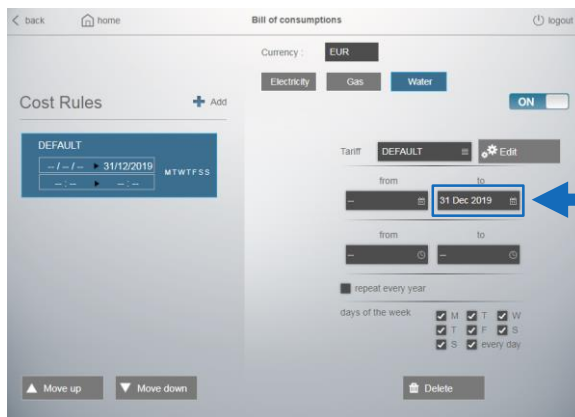 back
home
Bill of consumptions
logout
Currency :
EUR
Electricity
Gas
Water
Cost Rules
Add
ON
DEFAULT
-- / -- / --
31/12/2019
MTWTFSS
-- : --
-- : --
Tariff
DEFAULT
Edit
from
to
--
31 Dec 2019
from
to
--
--
repeat every year
days of the week
M
T
W
T
F
S
S
every day
Move up
Move down
Delete